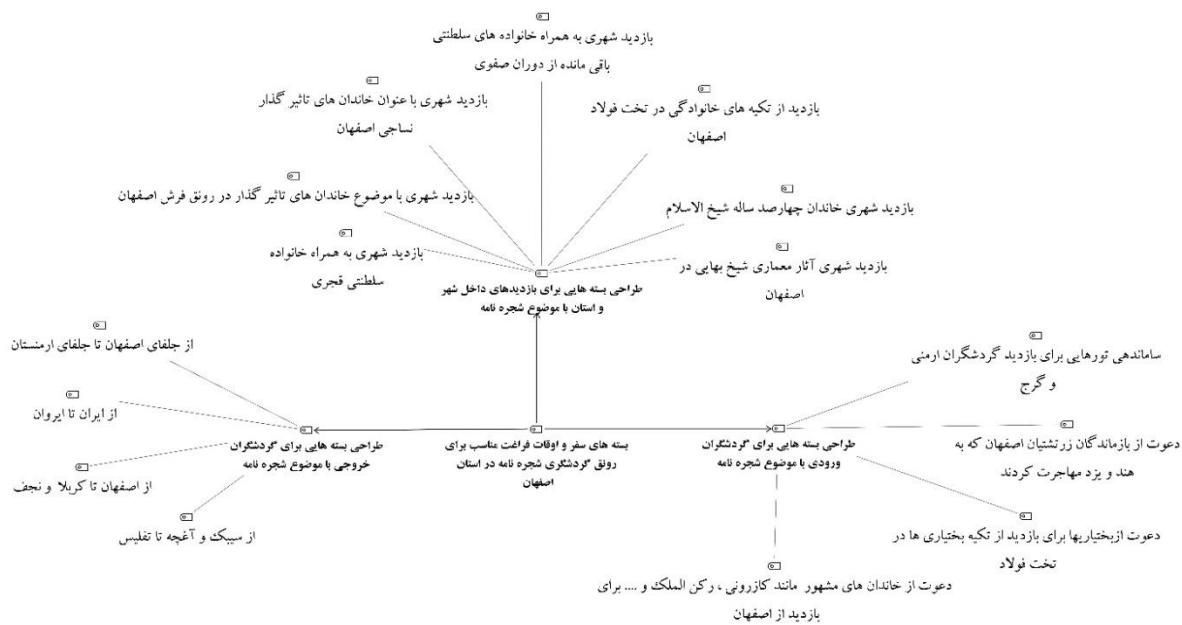 بازدید شهری به همراه خانواده های سلطنتی
باقی مانده از دوران صفوی
بازدید شهری با عنوان خاندان های تاثیر گذار
نساجی اصفهان
بازدید از تکیه های خانوادگی در تخت فولاد
اصفهان
بازدید شهری با موضوع خاندان های تاثیر گذار در رونق فرش اصفهان
بازدید شهری خاندان چهارصد ساله شیخ الاسلام
بازدید شهری به همراه خانواده
سلطنتی قجری
بازدید شهری آثار معماری شیخ بهایی در
اصفهان
طراحی بسته هایی برای بازدیدهای داخل شهر
و استان با موضوع شجره نامه
از جلفای اصفهان تا جلفای ارمنستان
از ایران تا ایروان
از اصفهان تا کربلا و نجف
از سیبک و آغچه تا تفلیس
طراحی بسته هایی برای گردشگران
خروجی با موضوع شجره نامه
بسته های سفر و اوقات فراغت مناسب برای
رونق گردشگری شجره نامه در استان
اصفهان
طراحی بسته هایی برای گردشگران
ورودی با موضوع شجره نامه
ساماندهی تورهایی برای بازدید گردشگران ارمنی
و گرج
دعوت از بازماندگان زرتشتیان اصفهان که به
هند و یزد مهاجرت کردند
دعوت ازبختیاریها برای بازدید از تکیه بختیاری ها در
تخت فولاد
دعوت از خاندان های مشهور مانند کازرونی ، رکن الملک و .... برای
بازدید از اصفهان